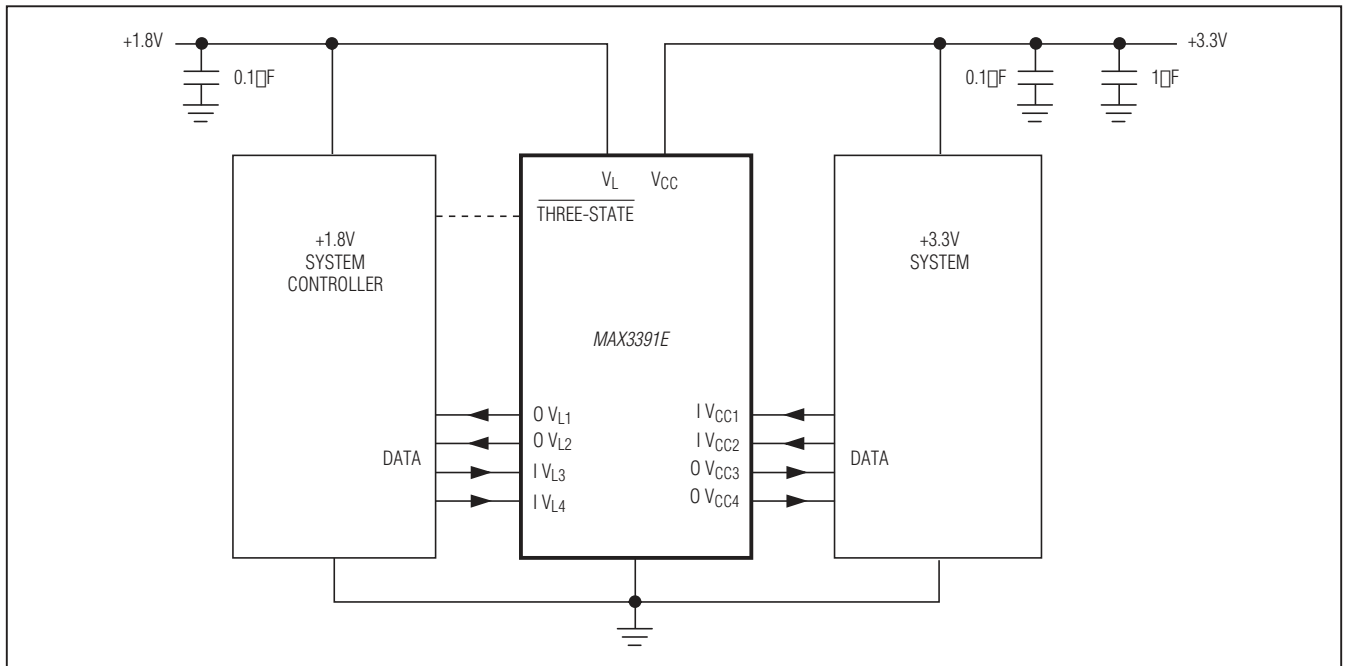 +1.8V
+3.3V
0.1▯F
0.1▯F
1▯F
VL
VCC
THREE-STATE
+1.8V
SYSTEM
CONTROLLER
+3.3V
SYSTEM
MAX3391E
O VL1
I VCC1
O VL2
I VCC2
DATA
I VL3
O VCC3
DATA
I VL4
O VCC4